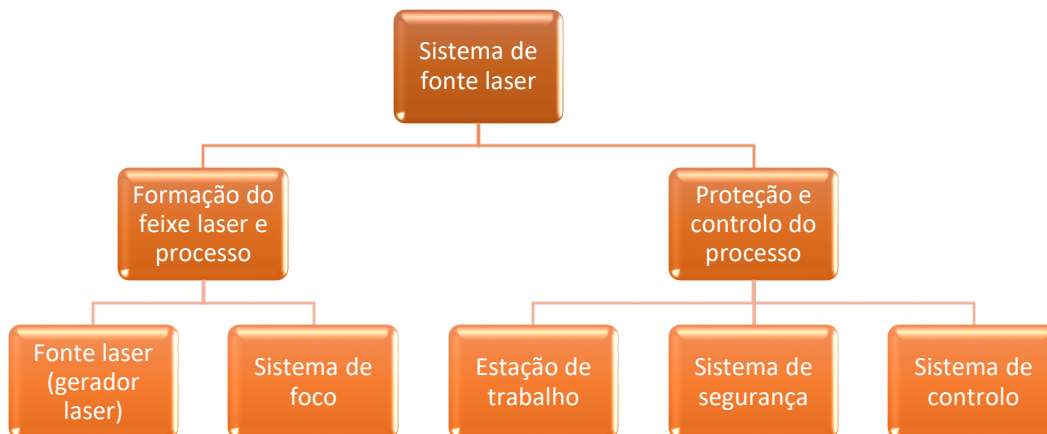 Sistema de
fonte laser
Formação do
feixe laser e
processo
Proteção e
controlo do
processo
Fonte laser
(gerador
laser)
Sistema de
foco
Estação de
trabalho
Sistema de
segurança
Sistema de
controlo